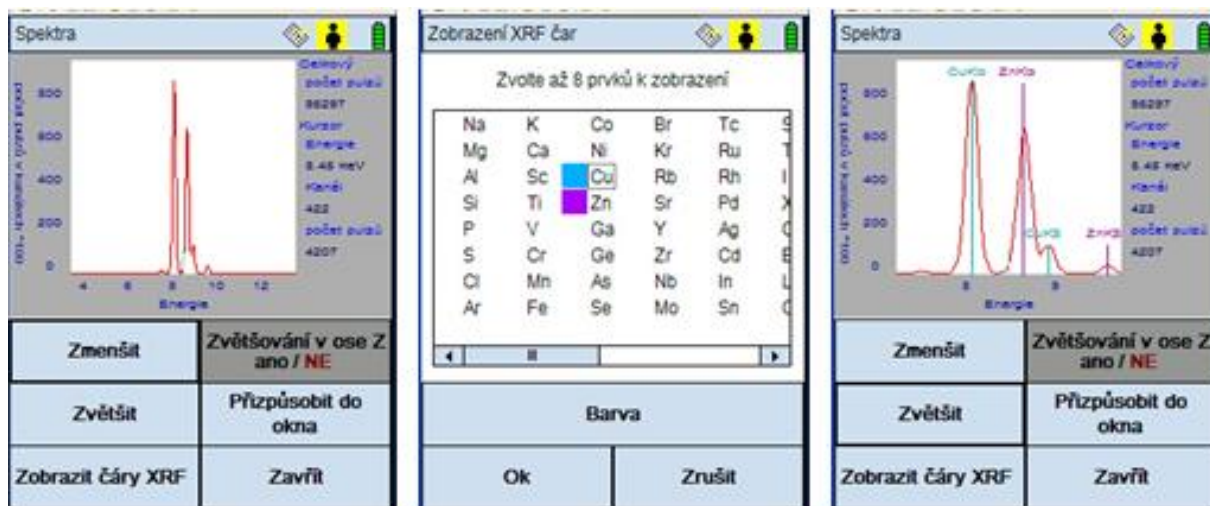 Spektra
800
600
400
200
0
4 6 8 10 12
Energie
Celkový
počet pulsů
86297
Kurzor
Energie
8.45 keV
Kanál
422
počet pulsů
4207
Zmenšit
Zvětšování v ose Z
ano / NE
Zvětšit
Přizpůsobit do
okna
Zobrazit čáry XRF
Zavřít
Zobrazení XRF čar
Zvolte až 8 prvků k zobrazení
Na K Co Br Tc
Mg Ca Ni Kr Ru
Al Sc Cu Rb Rh
Si Ti Zn Sr Pd
P V Ga Y Ag
S Cr Ge Zr Cd
Cl Mn As Nb In
Ar Fe Se Mo Sn
Barva
Ok
Zrušit
Spektra
800
600
400
200
0
CuKa ZnKa
8 9
Energie
Celkový
počet pulsů
86297
Kurzor
Energie
8.45 keV
Kanál
422
počet pulsů
4207
Zmenšit
Zvětšování v ose Z
ano / NE
Zvětšit
Přizpůsobit do
okna
Zobrazit čáry XRF
Zavřít